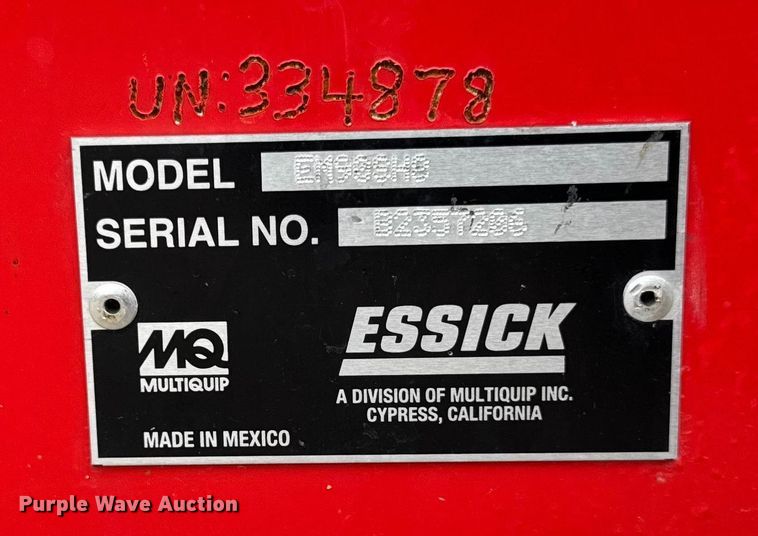 UN:334878
MODEL EM90SH8
SERIAL NO. B2357206
MQ
MULTIQUIP
ESSICK
A DIVISION OF MULTIQUIP INC.
CYPRESS, CALIFORNIA
MADE IN MEXICO
Purple Wave Auction